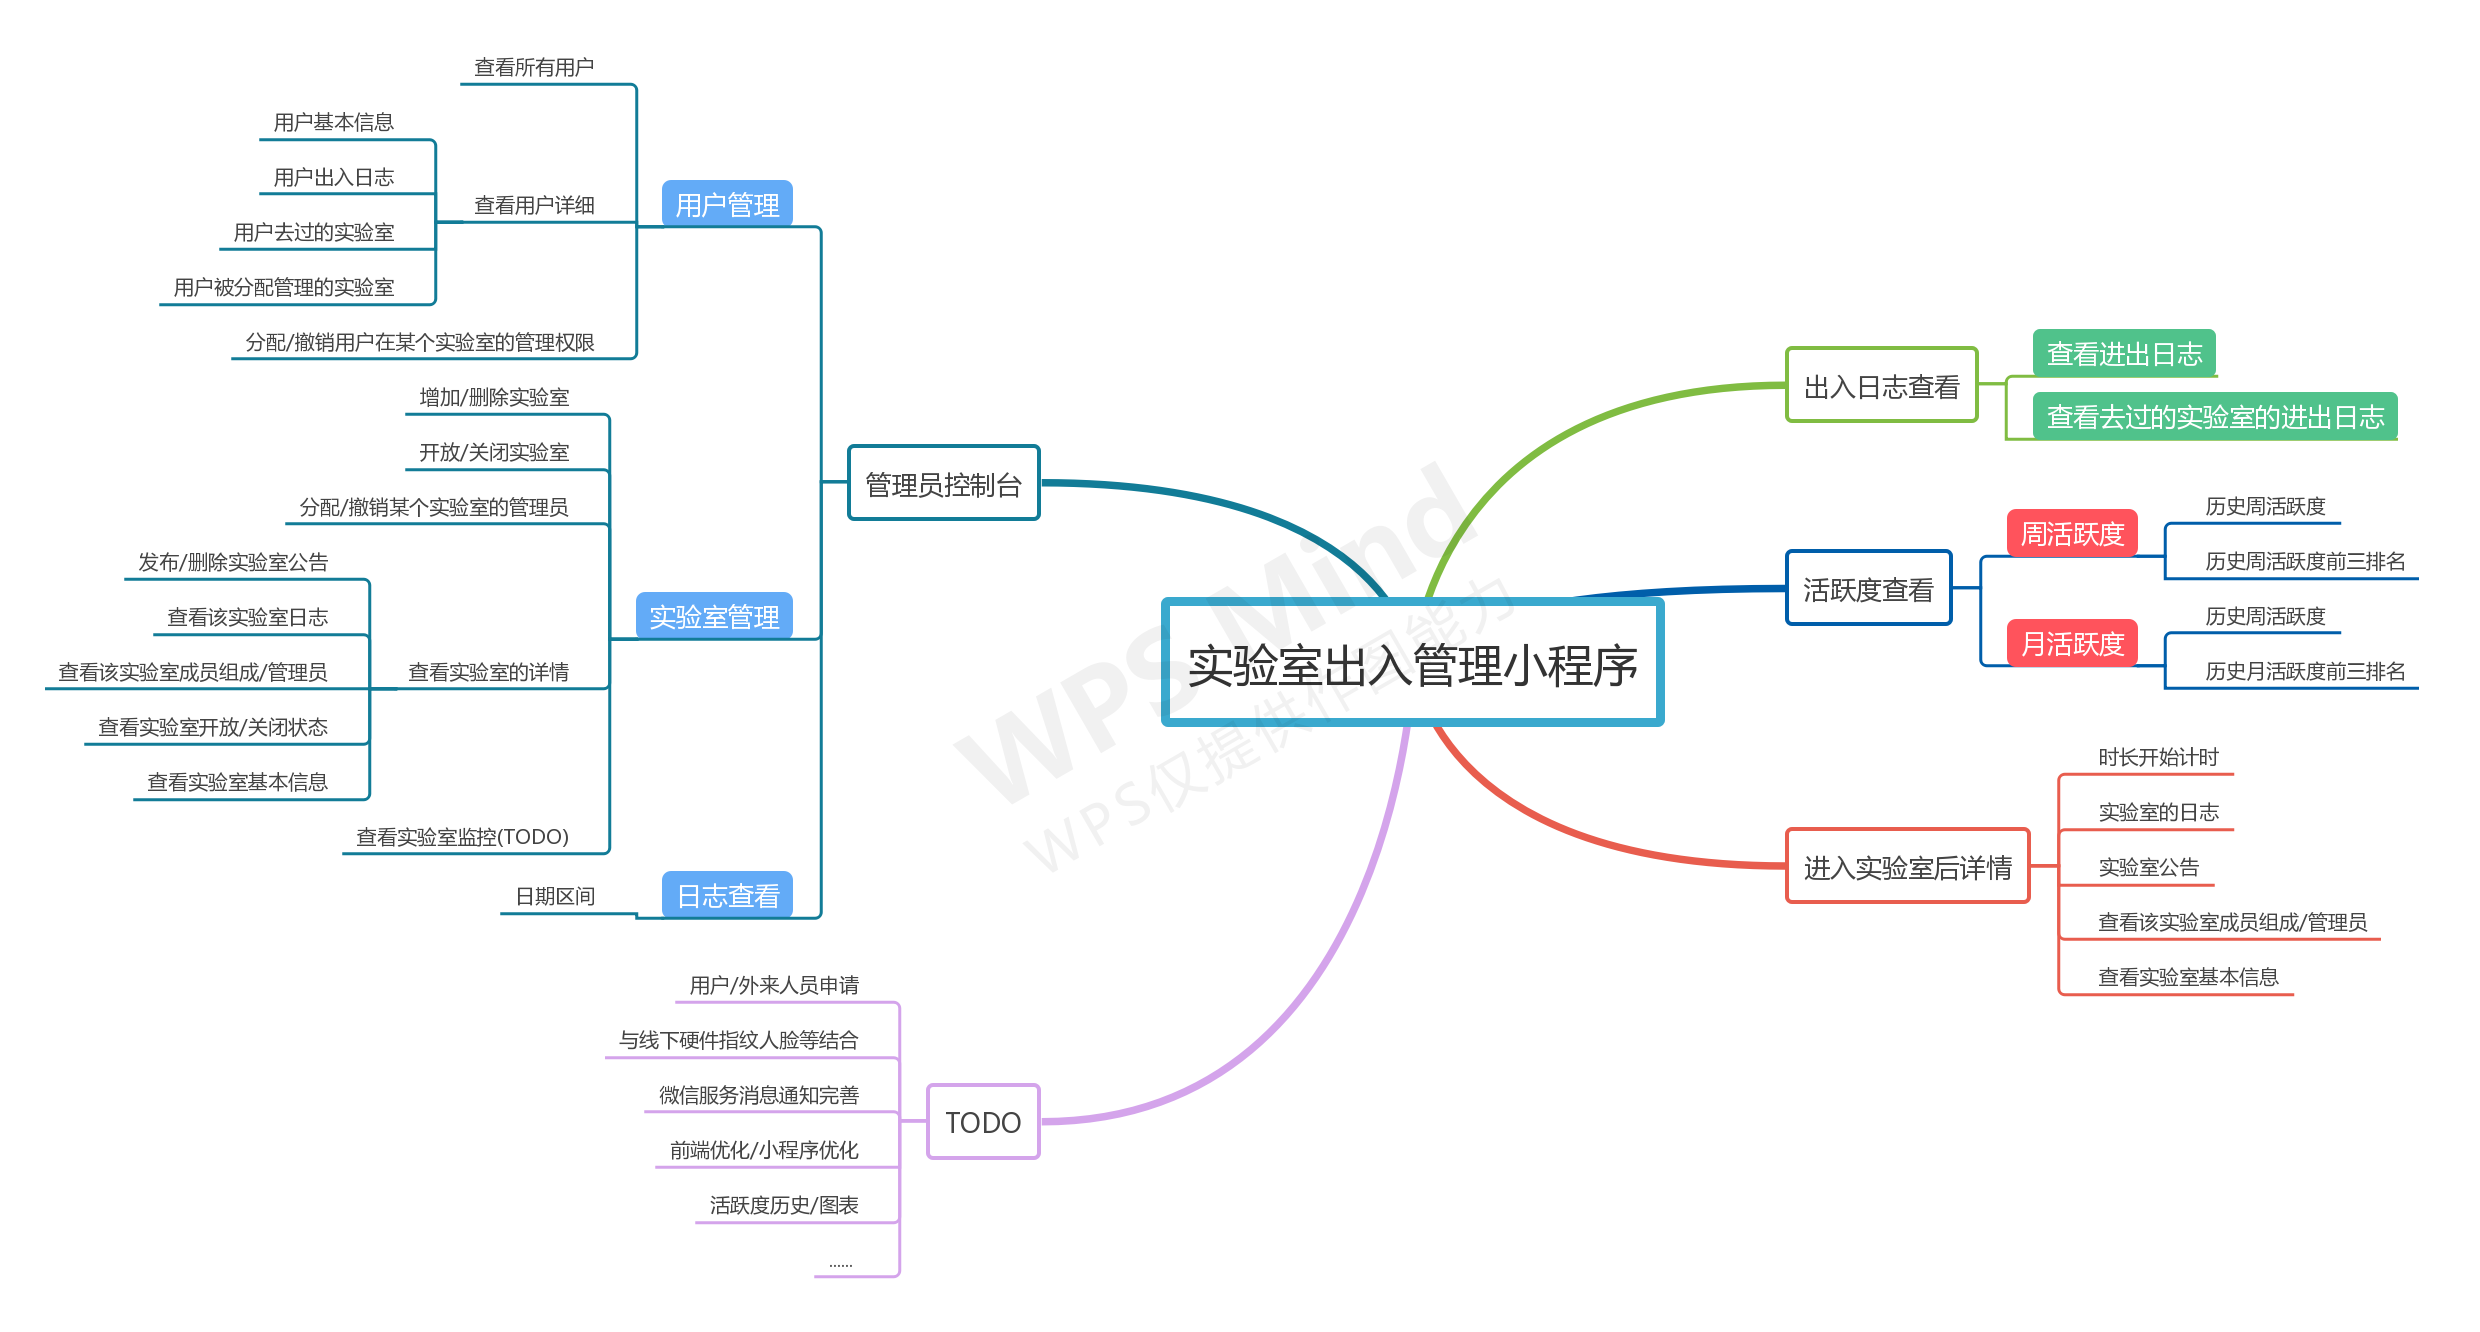 实验室出入管理小程序
出入日志查看
查看进出日志
查看去过的实验室的进出日志
活跃度查看
周活跃度
历史周活跃度
历史周活跃度前三排名
月活跃度
历史周活跃度
历史月活跃度前三排名
进入实验室后详情
时长开始计时
实验室的日志
实验室公告
查看该实验室成员组成/管理员
查看实验室基本信息
管理员控制台
用户管理
查看所有用户
查看用户详细
用户基本信息
用户出入日志
用户去过的实验室
用户被分配管理的实验室
分配/撤销用户在某个实验室的管理权限
实验室管理
增加/删除实验室
开放/关闭实验室
分配/撤销某个实验室的管理员
查看实验室的详情
发布/删除实验室公告
查看该实验室日志
查看该实验室成员组成/管理员
查看实验室开放/关闭状态
查看实验室基本信息
查看实验室监控(TODO)
日志查看
日期区间
TODO
用户/外来人员申请
与线下硬件指纹人脸等结合
微信服务消息通知完善
前端优化/小程序优化
活跃度历史/图表
......
WPS Mind
WPS仅提供作图能力